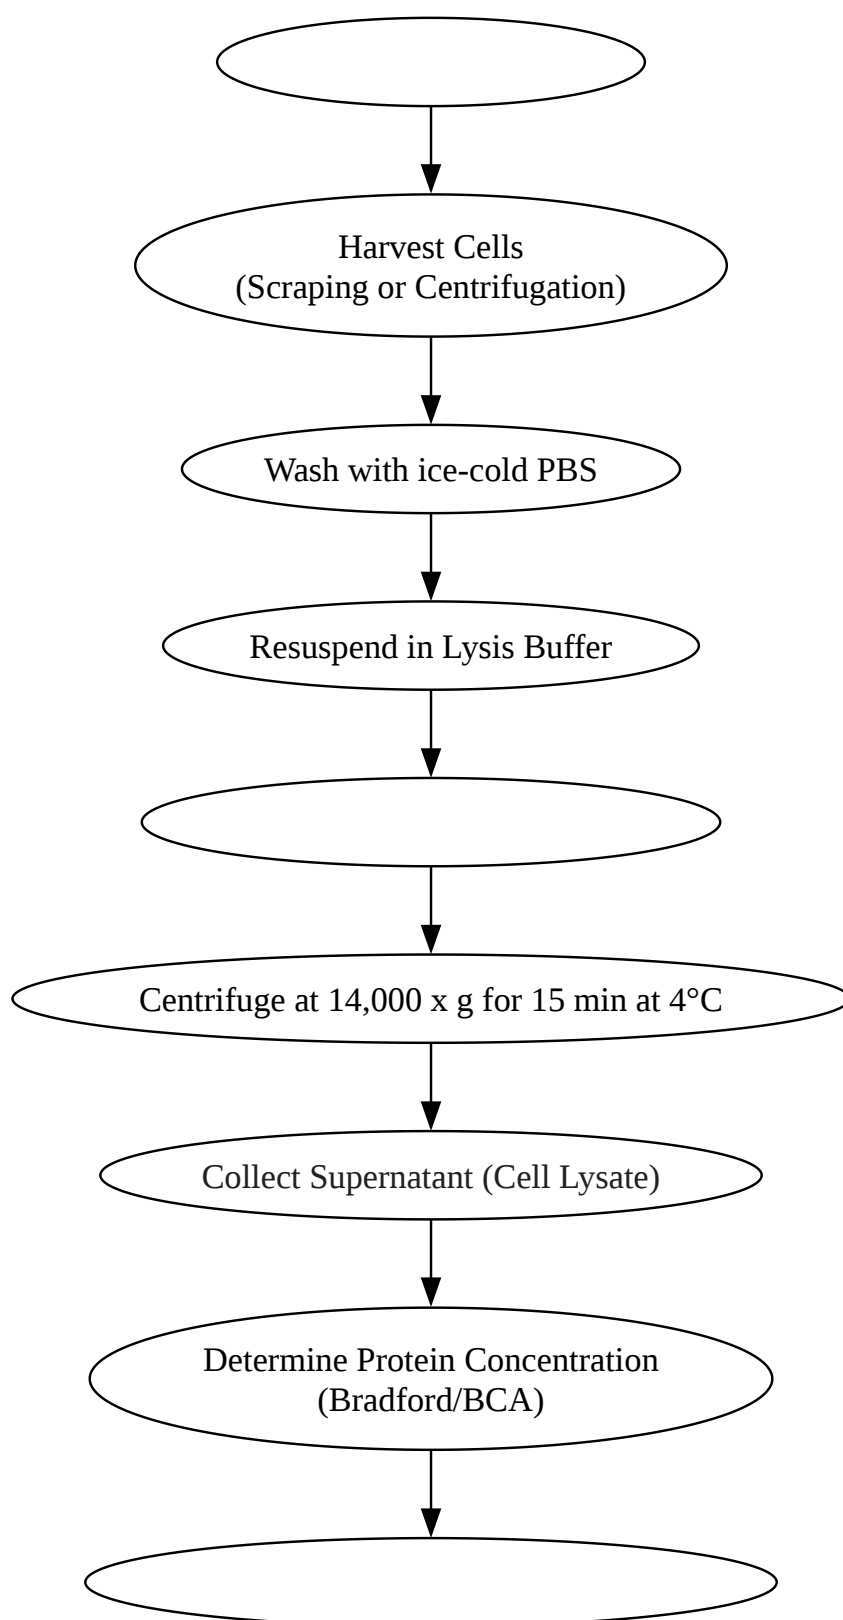 Harvest Cells
(Scraping or Centrifugation)
Wash with ice-cold PBS
Resuspend in Lysis Buffer
Centrifuge at 14,000 x g for 15 min at 4°C
Collect Supernatant (Cell Lysate)
Determine Protein Concentration
(Bradford/BCA)